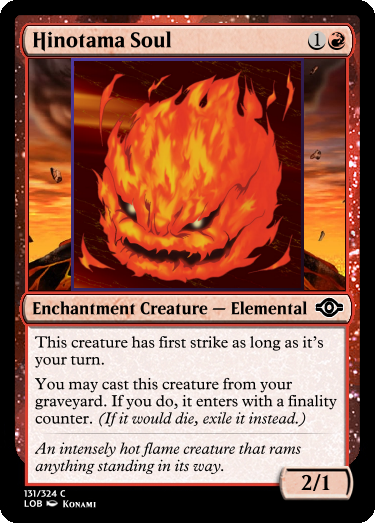 Hinotama Soul 1
Enchantment Creature — Elemental
This creature has first strike as long as it's
your turn.
You may cast this creature from your
graveyard. If you do, it enters with a finality
counter. (If it would die, exile it instead.)
An intensely hot flame creature that rams
anything standing in its way.
2/1
131/324 C
LOB Konami